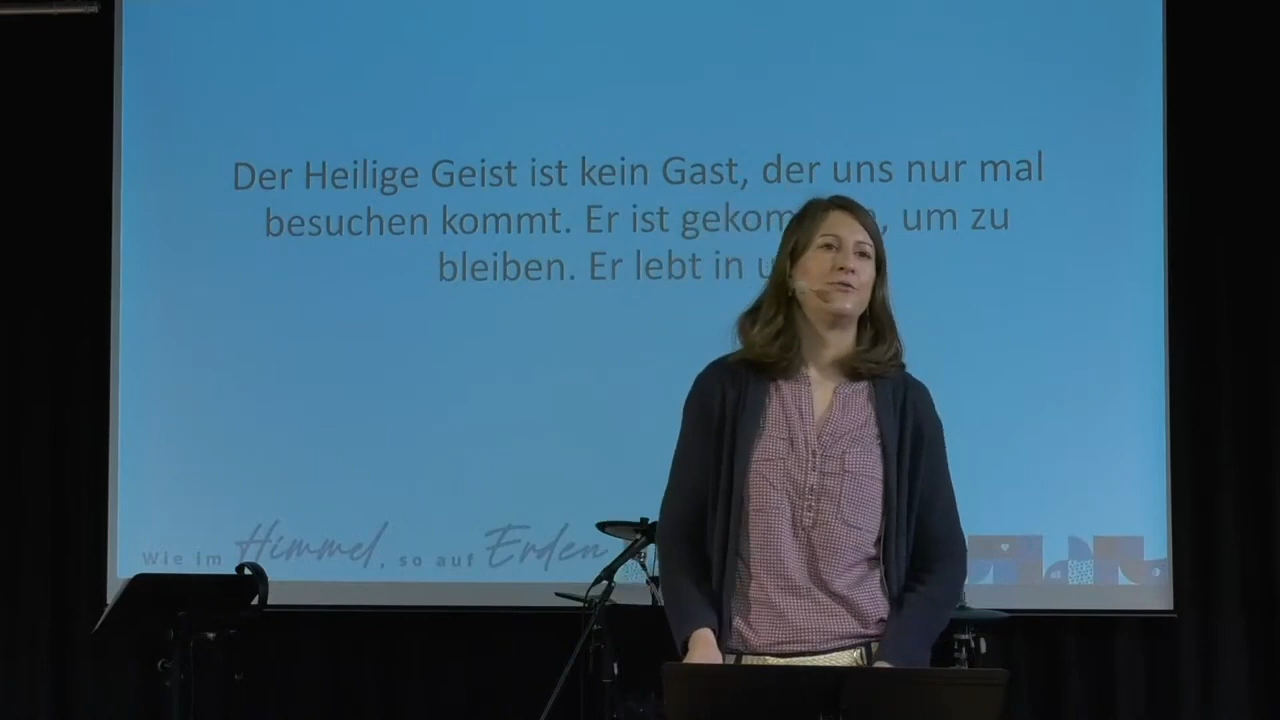 Der Heilige Geist ist kein Gast, der uns nur mal
besuchen kommt. Er ist , um zu
bleiben. Er lebt in
Wie im Himmel, so auf Erden